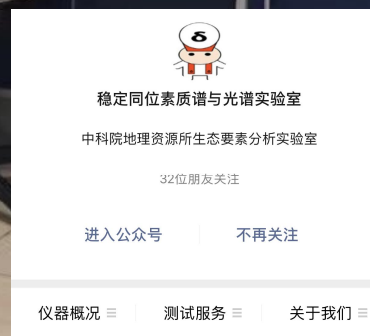 δ
稳定同位素质谱与光谱实验室
中科院地理资源所生态要素分析实验室
32位朋友关注
进入公众号 不再关注
仪器概况 测试服务 关于我们